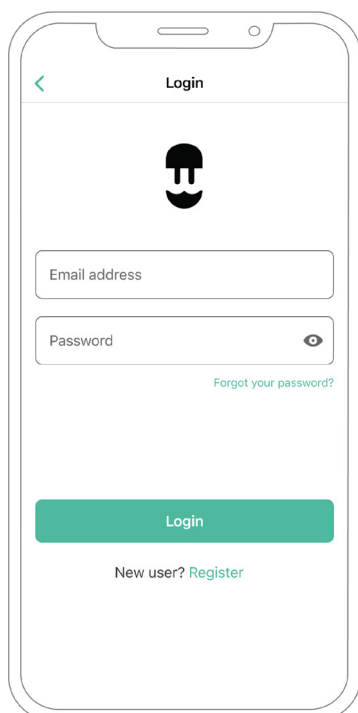 Login
Email address
Password
Forgot your password?
Login
New user? Register